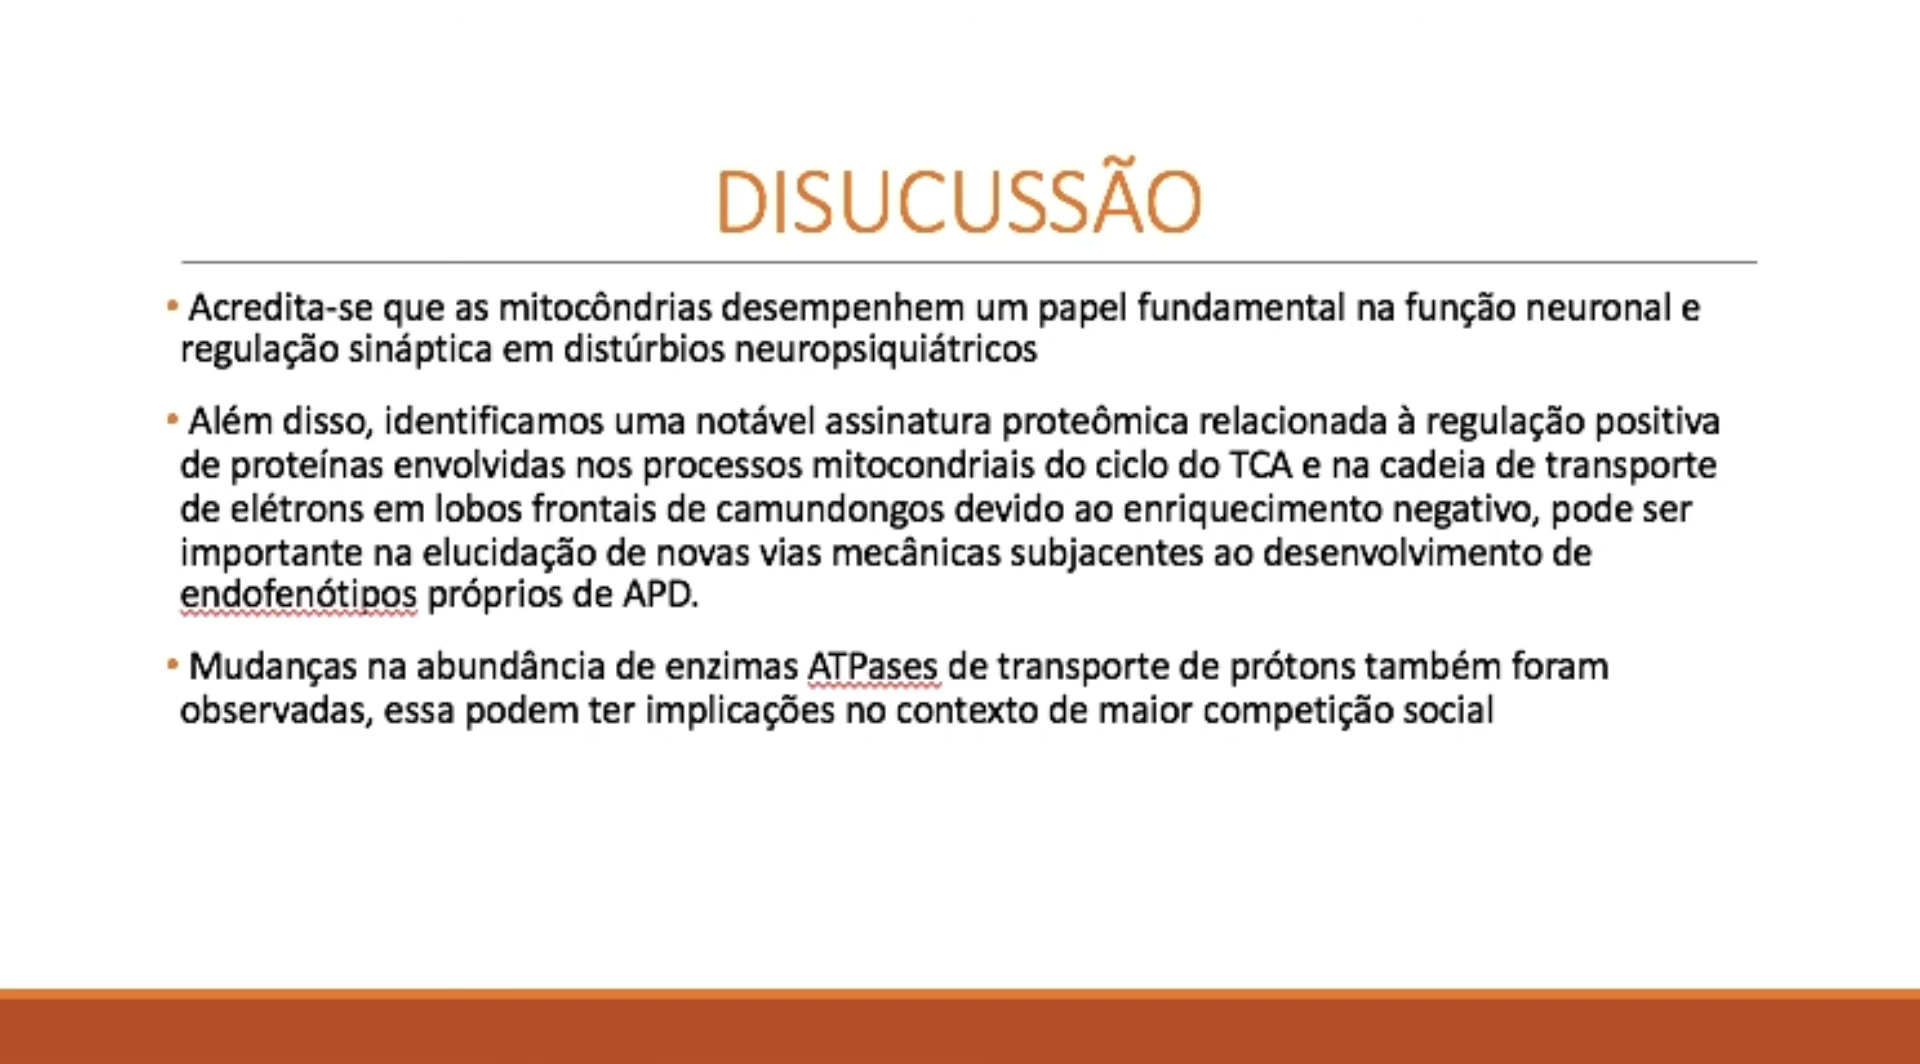 DISUCUSSÃO
• Acredita-se que as mitocôndrias desempenhem um papel fundamental na função neuronal e
regulação sináptica em distúrbios neuropsiquiátricos
• Além disso, identificamos uma notável assinatura proteômica relacionada à regulação positiva
de proteínas envolvidas nos processos mitocondriais do ciclo do TCA e na cadeia de transporte
de elétrons em lobos frontais de camundongos devido ao enriquecimento negativo, pode ser
importante na elucidação de novas vias mecânicas subjacentes ao desenvolvimento de
endofenótipos próprios de APD.
• Mudanças na abundância de enzimas ATPases de transporte de prótons também foram
observadas, essa podem ter implicações no contexto de maior competição social